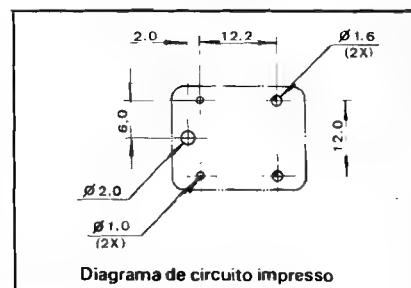 2.0
12.2
Ø1.6
(2X)
6.0
12.0
Ø2.0
Ø1.0
(2X)
Diagrama de circuito impresso